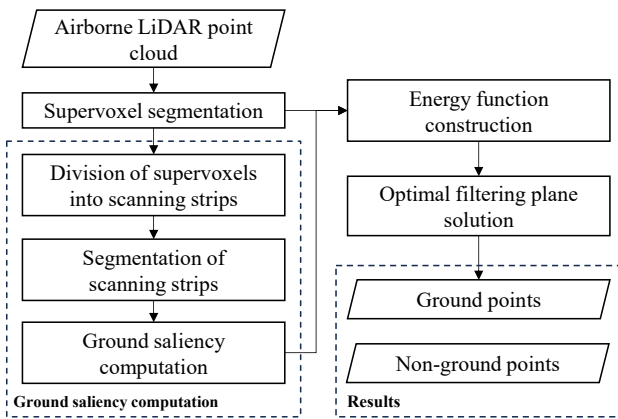 Airborne LiDAR point
cloud
Supervoxel segmentation
Division of supervoxels
into scanning strips
Segmentation of
scanning strips
Ground saliency
computation
Ground saliency computation
Energy function
construction
Optimal filtering plane
solution
Ground points
Non-ground points
Results